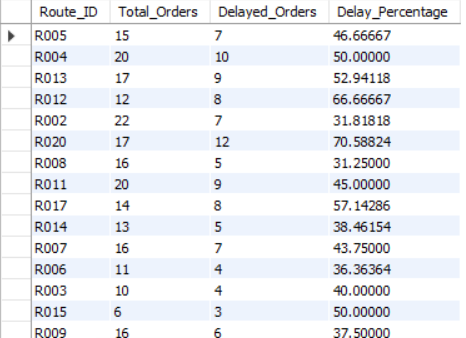 Route_ID Total_Orders Delayed_Orders Delay_Percentage
R005 15 7 46.66667
R004 20 10 50.00000
R013 17 9 52.94118
R012 12 8 66.66667
R002 22 7 31.81818
R020 17 12 70.58824
R008 16 5 31.25000
R011 20 9 45.00000
R017 14 8 57.14286
R014 13 5 38.46154
R007 16 7 43.75000
R006 11 4 36.36364
R003 10 4 40.00000
R015 6 3 50.00000
R009 16 6 37.50000